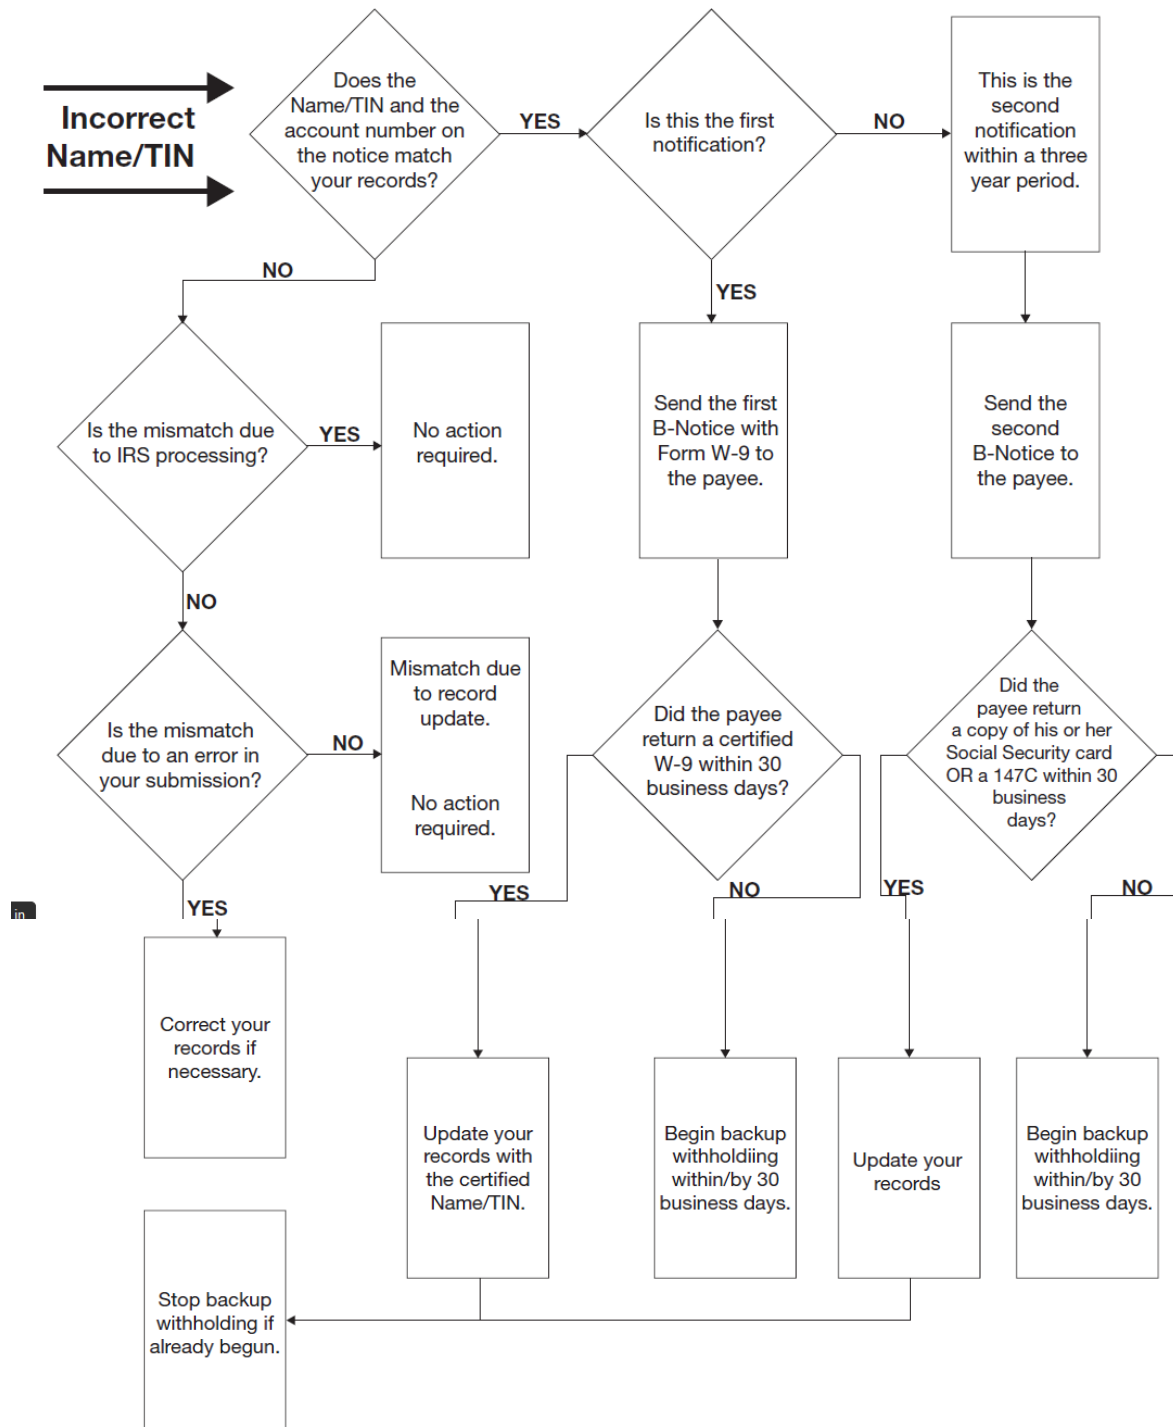 Incorrect
Name/TIN
Does the
Name/TIN and the
account number on
the notice match
your records?
YES
Is this the first
notification?
NO
This is the
second
notification
within a three
year period.
NO
YES
Is the mismatch due
to IRS processing?
YES
No action
required.
Send the first
B-Notice with
Form W-9 to
the payee.
Send the
second
B-Notice to
the payee.
NO
Is the mismatch
due to an error in
your submission?
NO
Mismatch due
to record
update.
No action
required.
Did the payee
return a certified
W-9 within 30
business days?
Did the
payee return
a copy of his or her
Social Security card
OR a 147C within 30
business
days?
YES
YES
NO
YES
NO
in
Correct your
records if
necessary.
Update your
records with
the certified
Name/TIN.
Begin backup
withholdiing
within/by 30
business days.
Update your
records
Begin backup
withholdiing
within/by 30
business days.
Stop backup
withholding if
already begun.